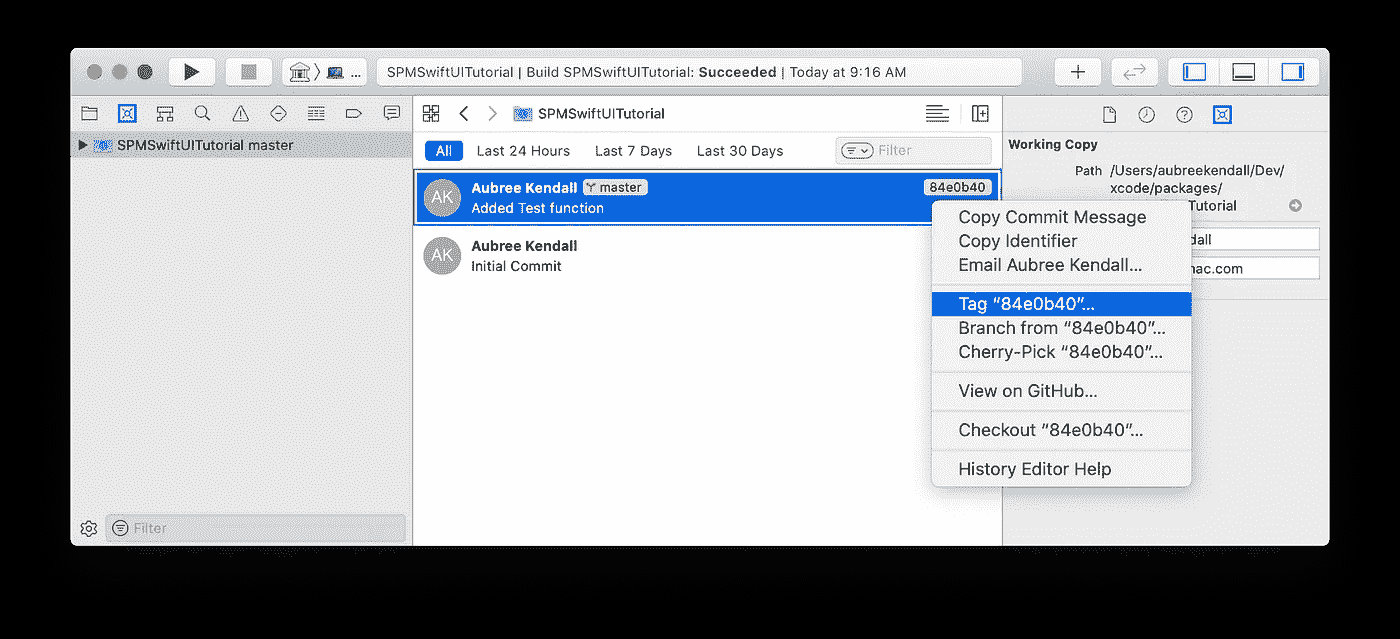 SPMSwiftUITutorial | Build SPMSwiftUITutorial: Succeeded | Today at 9:16 AM
SPMSwiftUITutorial master
SPMSwiftUITutorial
All Last 24 Hours Last 7 Days Last 30 Days Filter
Aubree Kendall master 84e0b40
AK
Added Test function
Aubree Kendall
AK
Initial Commit
Copy Commit Message
Copy Identifier
Email Aubree Kendall...
Tag “84e0b40”...
Branch from “84e0b40”...
Cherry-Pick “84e0b40”...
View on GitHub...
Checkout “84e0b40”...
History Editor Help
Working Copy
Path /Users/aubreekendall/Dev/
xcode/packages/
Tutorial
dall
mac.com
Filter